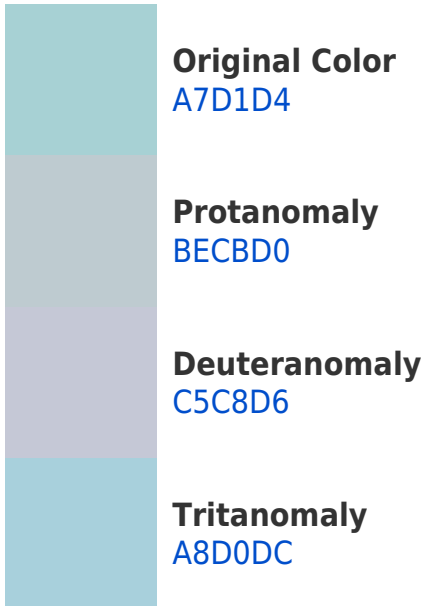 Original Color
A7D1D4
Protanomaly
BECBD0
Deuteranomaly
C5C8D6
Tritanomaly
A8D0DC